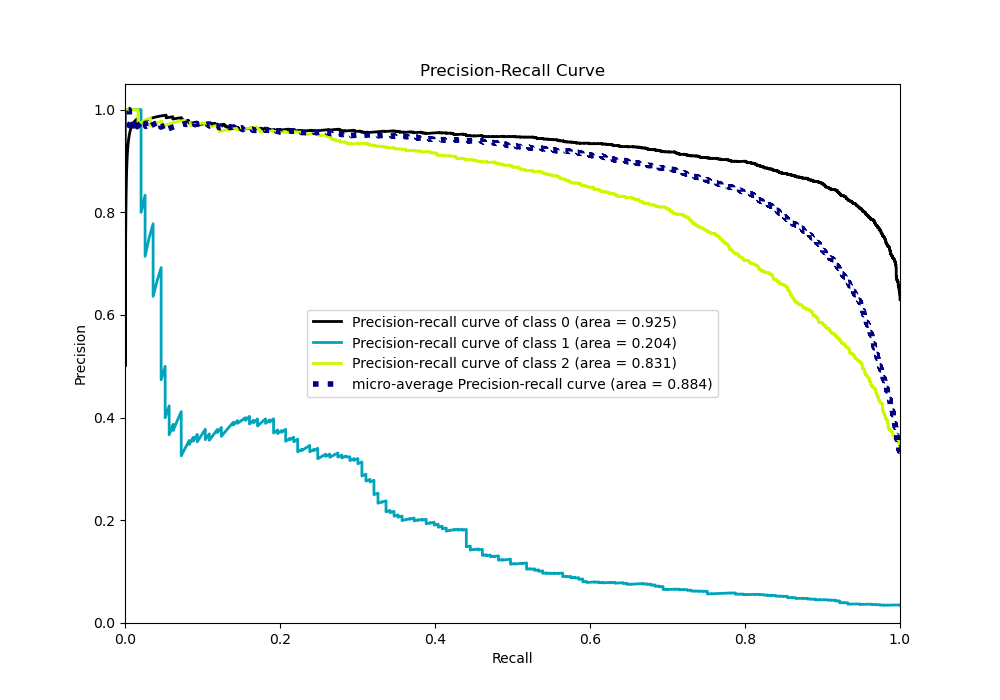 Precision-Recall Curve
1.0
0.8
0.6
0.4
0.2
0.0
Precision
Precision-recall curve of class 0 (area = 0.925)
Precision-recall curve of class 1 (area = 0.204)
Precision-recall curve of class 2 (area = 0.831)
micro-average Precision-recall curve (area = 0.884)
0.0 0.2 0.4 0.6 0.8 1.0
Recall